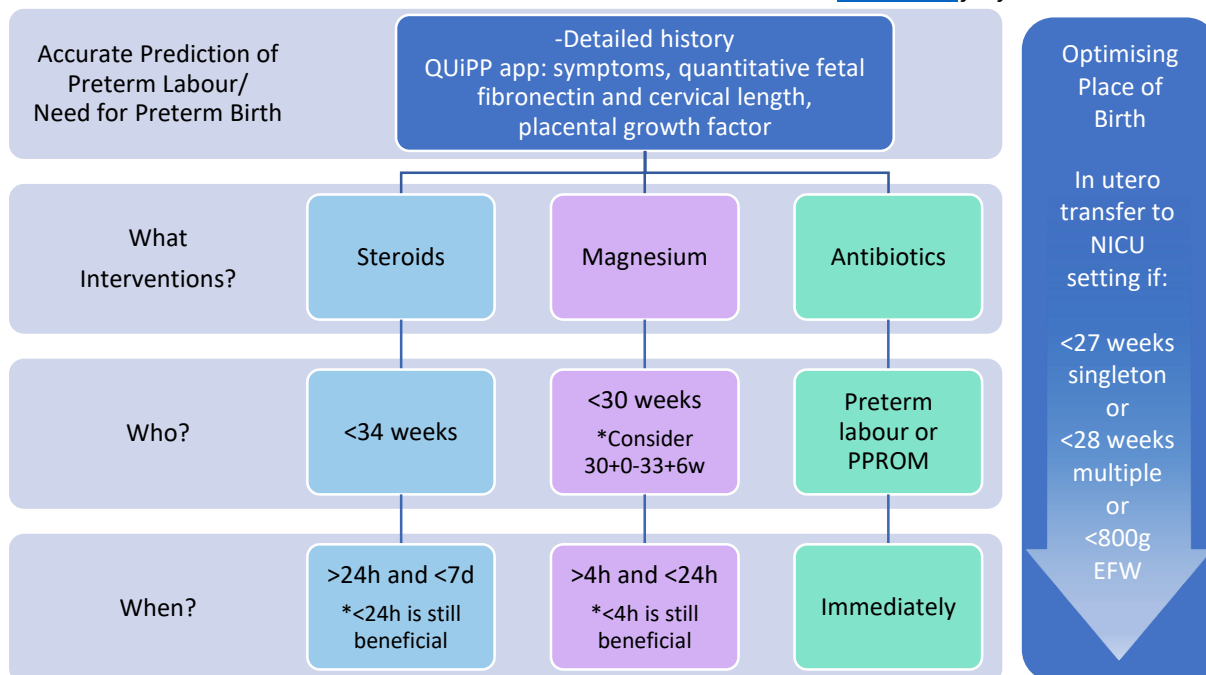 Accurate Prediction of
Preterm Labour/
Need for Preterm Birth
-Detailed history
QUiPP app: symptoms, quantitative fetal
fibronectin and cervical length,
placental growth factor
What
Interventions?
Steroids
Magnesium
Antibiotics
Who?
<34 weeks
<30 weeks
*Consider
30+0-33+6w
Preterm
labour or
PPROM
When?
>24h and <7d
*<24h is still
beneficial
>4h and <24h
*<4h is still
beneficial
Immediately
Optimising
Place of
Birth
In utero
transfer to
NICU
setting if:
<27 weeks
singleton
or
<28 weeks
multiple
or
<800g
EFW